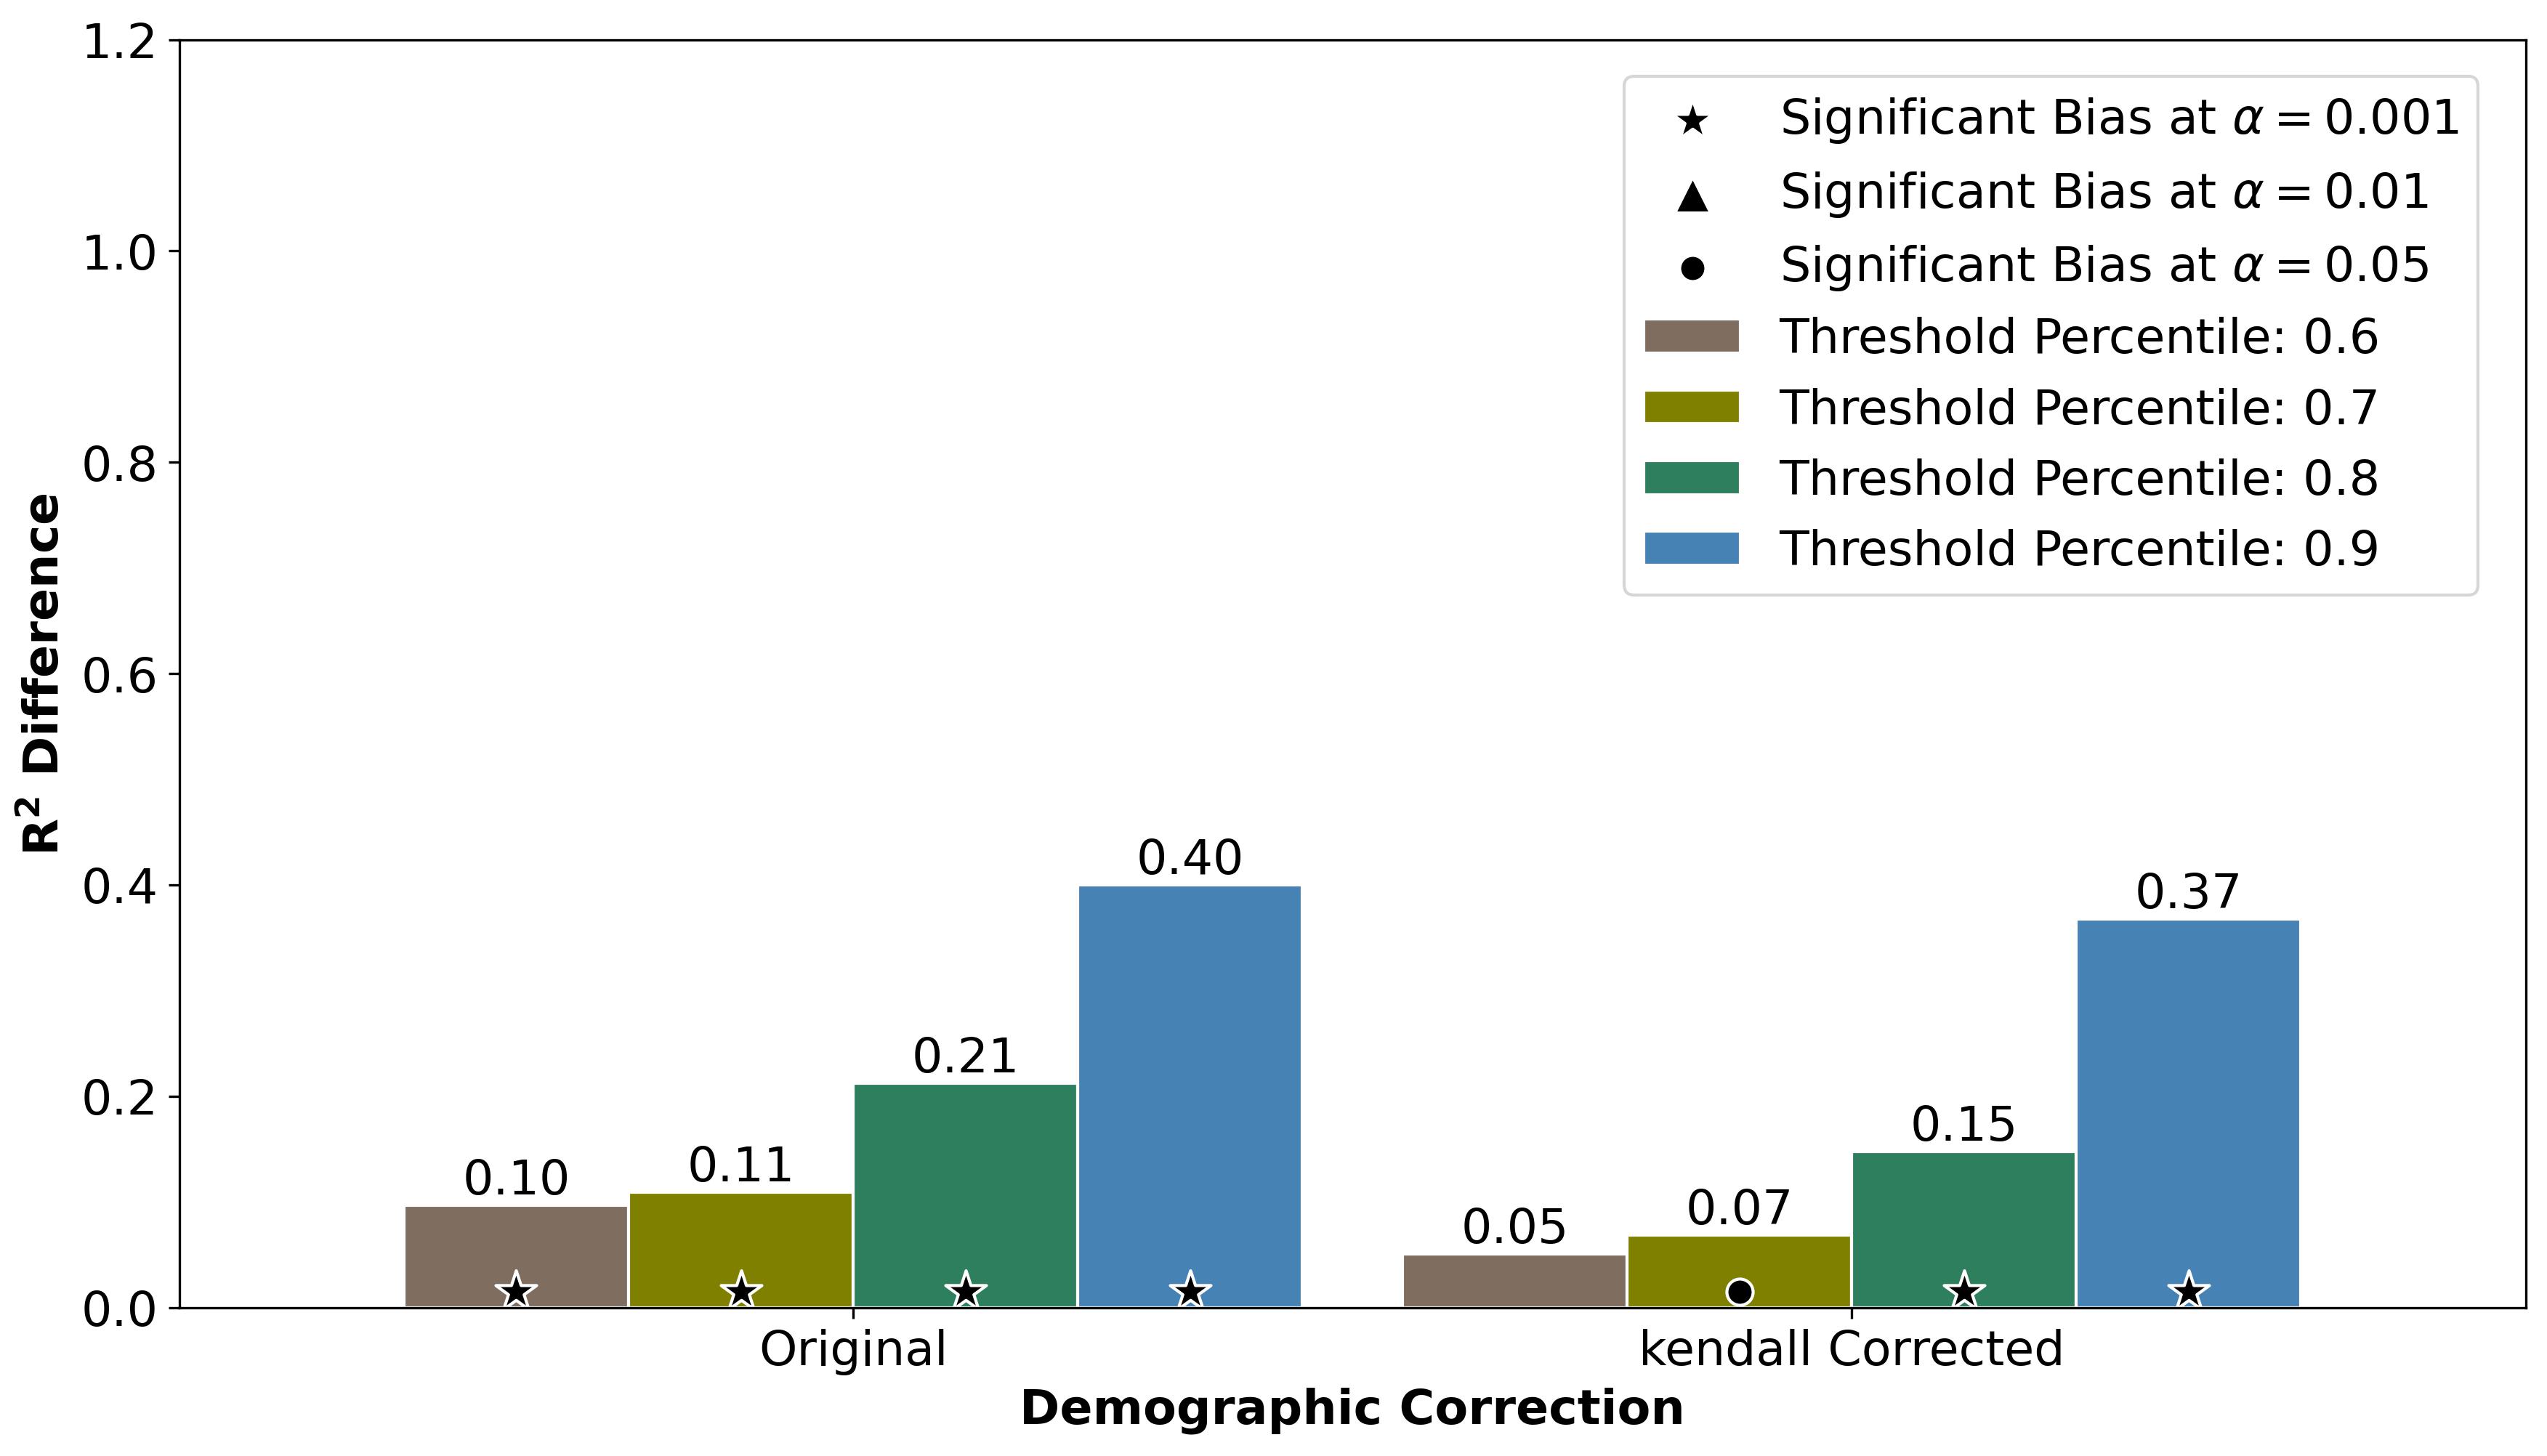 1.2
1.0
0.8
0.6
0.4
0.2
0.0
R² Difference
★ Significant Bias at α = 0.001
▲ Significant Bias at α = 0.01
● Significant Bias at α = 0.05
Threshold Percentile: 0.6
Threshold Percentile: 0.7
Threshold Percentile: 0.8
Threshold Percentile: 0.9
0.10
0.11
0.21
0.40
0.05
0.07
0.15
0.37
Original
kendall Corrected
Demographic Correction